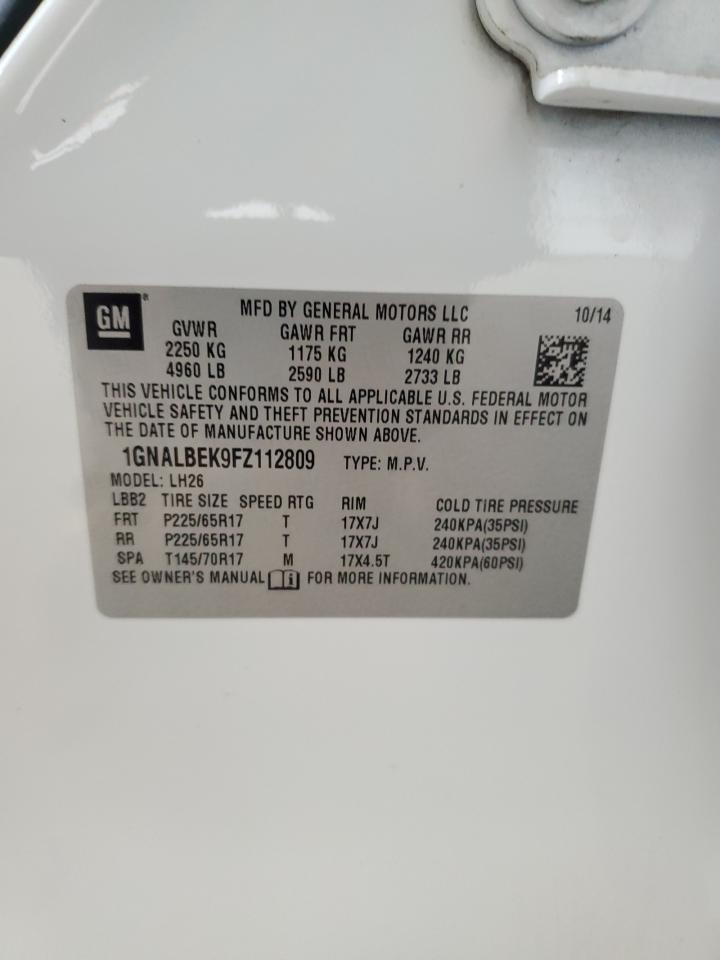 GM® MFD BY GENERAL MOTORS LLC 10/14
GVWR GAWR FRT GAWR RR
2250 KG 1175 KG 1240 KG
4960 LB 2590 LB 2733 LB
THIS VEHICLE CONFORMS TO ALL APPLICABLE U.S. FEDERAL MOTOR
VEHICLE SAFETY AND THEFT PREVENTION STANDARDS IN EFFECT ON
THE DATE OF MANUFACTURE SHOWN ABOVE.
1GNALBEK9FZ112809 TYPE: M.P.V.
MODEL: LH26
LBB2 TIRE SIZE SPEED RTG RIM COLD TIRE PRESSURE
FRT P225/65R17 T 17X7J 240KPA(35PSI)
RR P225/65R17 T 17X7J 240KPA(35PSI)
SPA T145/70R17 M 17X4.5T 420KPA(60PSI)
SEE OWNER'S MANUAL FOR MORE INFORMATION.